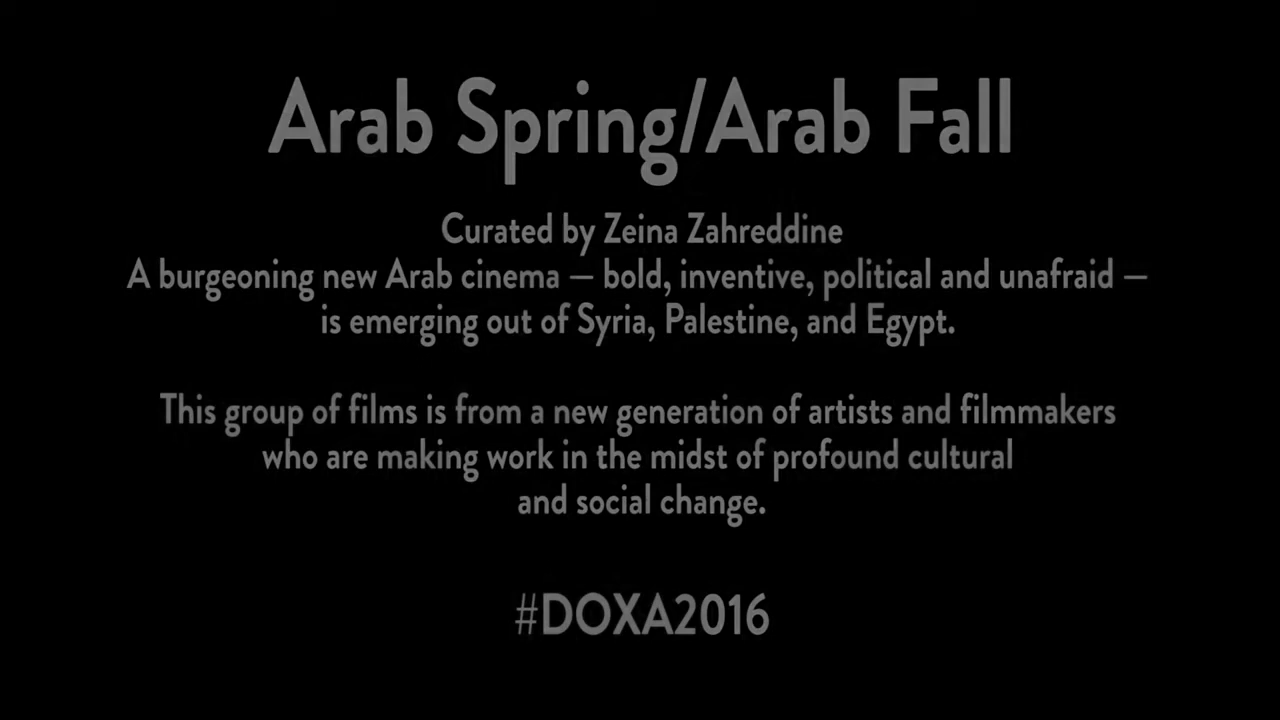 Arab Spring/Arab Fall
Curated by Zeina Zahreddine
A burgeoning new Arab cinema — bold, inventive, political and unafraid —
is emerging out of Syria, Palestine, and Egypt.
This group of films is from a new generation of artists and filmmakers
who are making work in the midst of profound cultural
and social change.
#DOXA2016